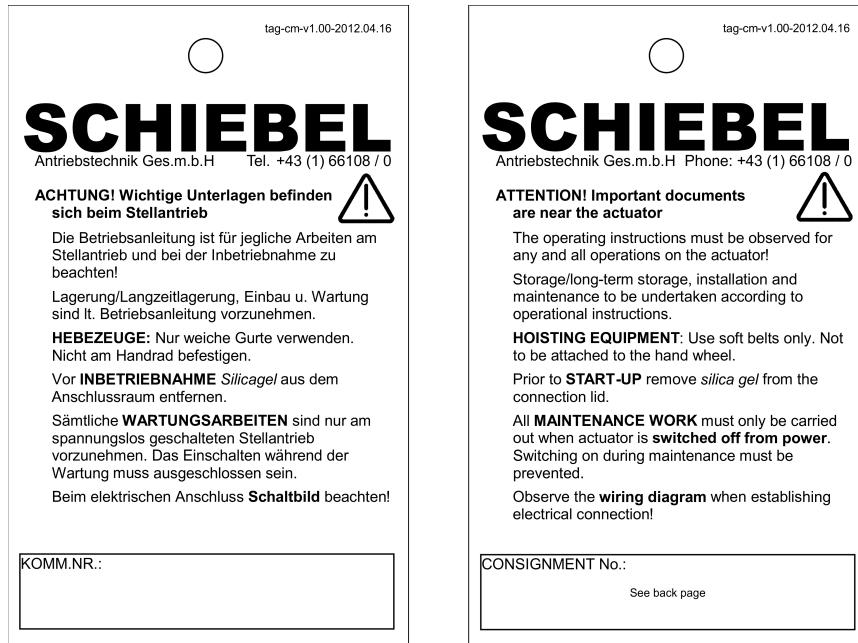 tag-cm-v1.00-2012.04.16
SCHIEBEL
Antriebstechnik Ges.m.b.H Tel. +43 (1) 66108 / 0
ACHTUNG! Wichtige Unterlagen befinden
sich beim Stellantrieb
Die Betriebsanleitung ist für jegliche Arbeiten am
Stellantrieb und bei der Inbetriebnahme zu
beachten!
Lagerung/Langzeitlagerung, Einbau u. Wartung
sind lt. Betriebsanleitung vorzunehmen.
HEBEZEUGE: Nur weiche Gurte verwenden.
Nicht am Handrad befestigen.
Vor INBETRIEBNAHME Silicagel aus dem
Anschlussraum entfernen.
Sämtliche WARTUNGSARBEITEN sind nur am
spannungslos geschalteten Stellantrieb
vorzunehmen. Das Einschalten während der
Wartung muss ausgeschlossen sein.
Beim elektrischen Anschluss Schaltbild beachten!
KOMM.NR.:
tag-cm-v1.00-2012.04.16
SCHIEBEL
Antriebstechnik Ges.m.b.H Phone: +43 (1) 66108 / 0
ATTENTION! Important documents
are near the actuator
The operating instructions must be observed for
any and all operations on the actuator!
Storage/long-term storage, installation and
maintenance to be undertaken according to
operational instructions.
HOISTING EQUIPMENT: Use soft belts only. Not
to be attached to the hand wheel.
Prior to START-UP remove silica gel from the
connection lid.
All MAINTENANCE WORK must only be carried
out when actuator is switched off from power.
Switching on during maintenance must be
prevented.
Observe the wiring diagram when establishing
electrical connection!
CONSIGNMENT No.:
See back page